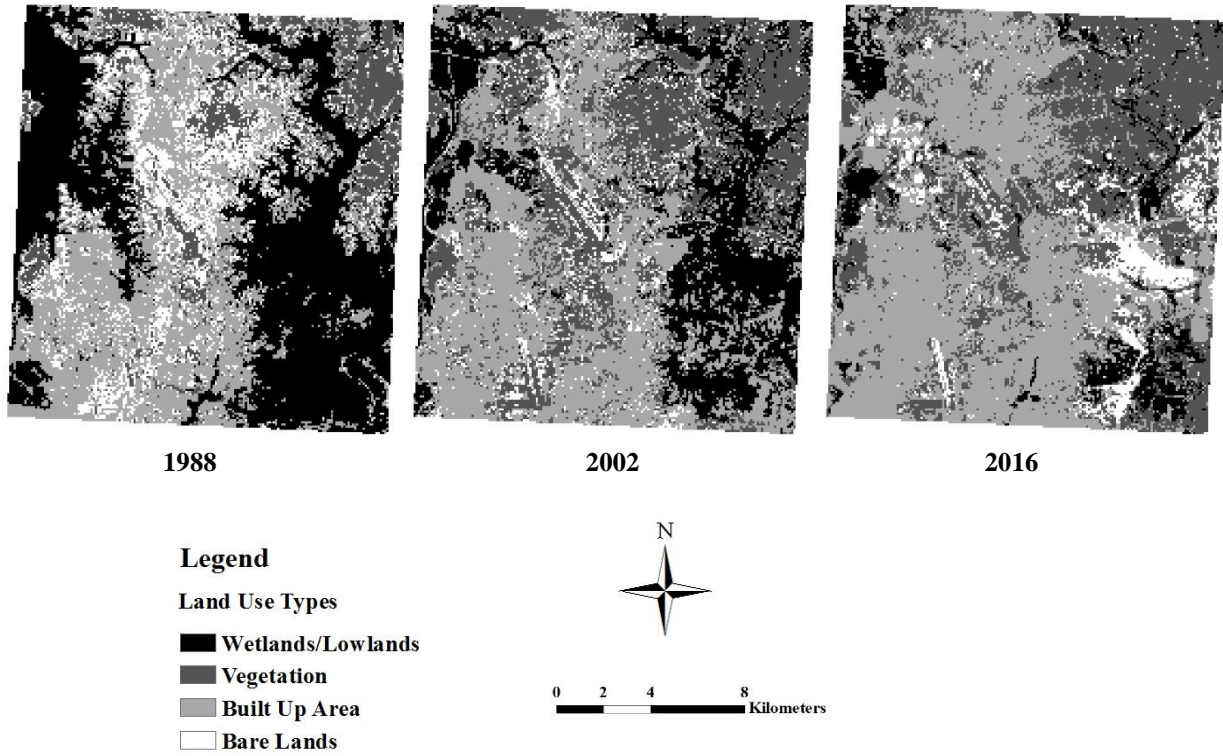 1988 2002 2016
N
Legend
Land Use Types
Wetlands/Lowlands
Vegetation
Built Up Area
Bare Lands
0 2 4 8
Kilometers